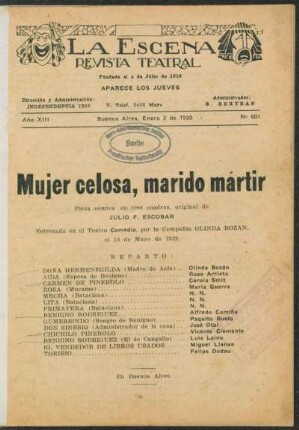 LA ESCENA
REVISTA TEATRAL
Fundada el 4 de Julio de 1918
APARECE LOS JUEVES
Dirección y Administración:
INDEPENDENCIA
U. Telef. Mayo
Administrador:
R. BERTRAN
Año XIII
Buenos Aires, Enero 2 de 1930
Nº 601
Berlin
Mujer celosa, marido mártir
Pieza cómica en tres cuadros, original de
JULIO F. ESCOBAR
Estrenada en el Teatro Comedia, por la Compañía OLINDA BOZAN,
el 10 de Mayo de 1929.
REPARTO:
DOÑA HERMENEGILDA (Madre de Aída) Olinda Bozán
AIDA (Esposa de Benigno) Rosa Arrieta
CARMEN DE PINEROLO Carola Smit
ROSA (Mucama) María Guerra
MECHA (Bataclana) N. N.
LITA (Bataclana) N. N.
PRIMAVERA (Bataclana) N. N.
BENIGNO RODRIGUEZ Alfredo Camiña
GUMERSINDO (Suegro de Benigno) Paquito Busto
DON SINESIO (Administrador de la casa) José Otal
CHICHILO PINEROLO Vicente Clemente
BENIGNO RODRIGUEZ (El de Cangallo) Luis Laino
EL VENDEDOR DE LIBROS USADOS Miguel Llaries
TORIBIO Felipe Dudau
En Buenos Aires.